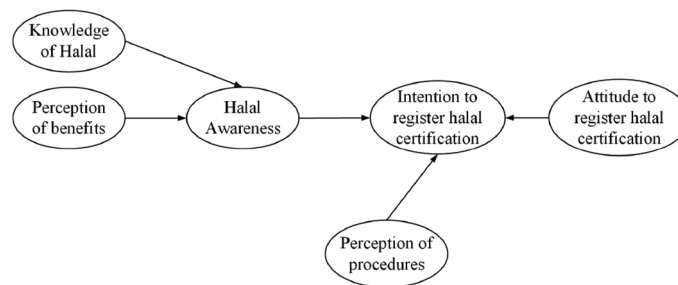 Knowledge
of Halal
Perception
of benefits
Halal
Awareness
Intention to
register halal
certification
Attitude to
register halal
certification
Perception of
procedures